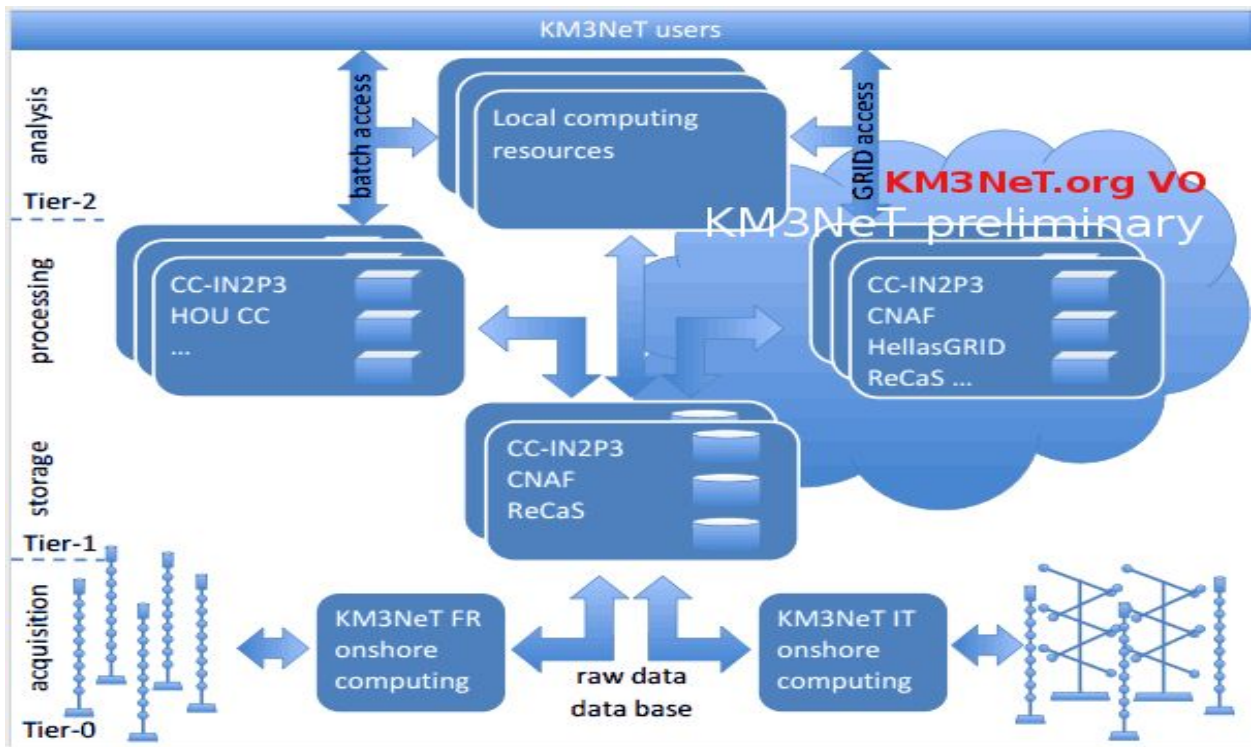 KM3NeT users
analysis
batch access
Local computing
resources
GRID access
KM3NeT.org VO
Tier-2
KM3NeT preliminary
processing
CC-IN2P3
HOU CC
...
CC-IN2P3
CNAF
HellasGRID
ReCaS ...
storage
CC-IN2P3
CNAF
ReCaS
Tier-1
acquisition
KM3NeT FR
onshore
computing
raw data
data base
KM3NeT IT
onshore
computing
Tier-0